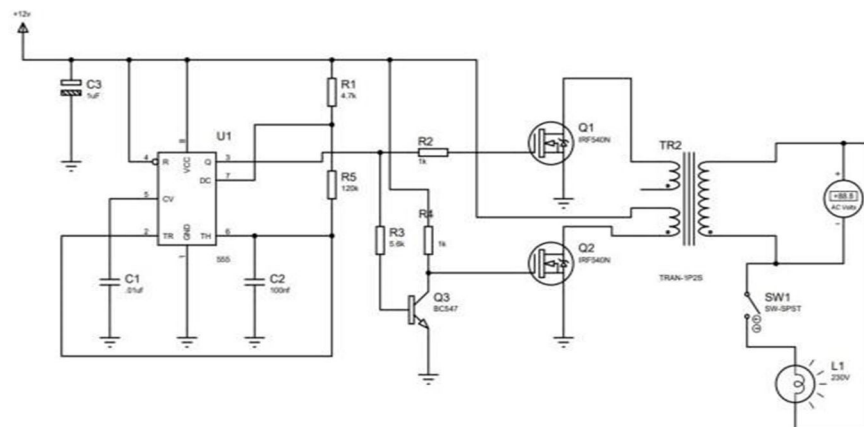 +12v
C3
1uF
R1
4.7k
U1
4
R
8
VCC
Q
3
DC
7
5
CV
2
TR
GND
1
TH
6
555
R5
120k
R2
1k
R3
5.6k
R4
1k
C1
.01uf
C2
100nf
Q3
BC547
Q1
IRF540N
Q2
IRF540N
TR2
TRAN-1P2S
+
+88.8
AC Volts
-
SW1
SW-SPST
L1
230V